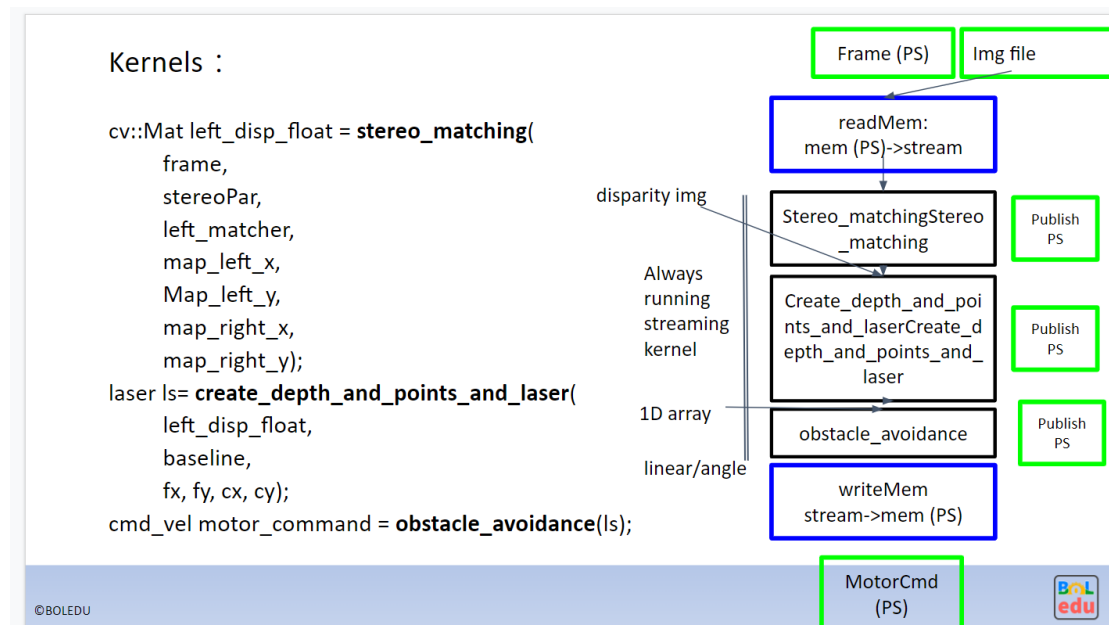 Kernels：
cv::Mat left_disp_float = stereo_matching(
frame,
stereoPar,
left_matcher,
map_left_x,
Map_left_y,
map_right_x,
map_right_y);
laser ls= create_depth_and_points_and_laser(
left_disp_float,
baseline,
fx, fy, cx, cy);
cmd_vel motor_command = obstacle_avoidance(ls);
Frame (PS)
Img file
readMem:
mem (PS)->stream
disparity img
Stereo_matchingStereo
_matching
Publish
PS
Always
running
streaming
kernel
Create_depth_and_poi
nts_and_laserCreate_d
epth_and_points_and_
laser
Publish
PS
1D array
obstacle_avoidance
Publish
PS
linear/angle
writeMem
stream->mem (PS)
MotorCmd
(PS)
©BOLEDU
BOL
edu